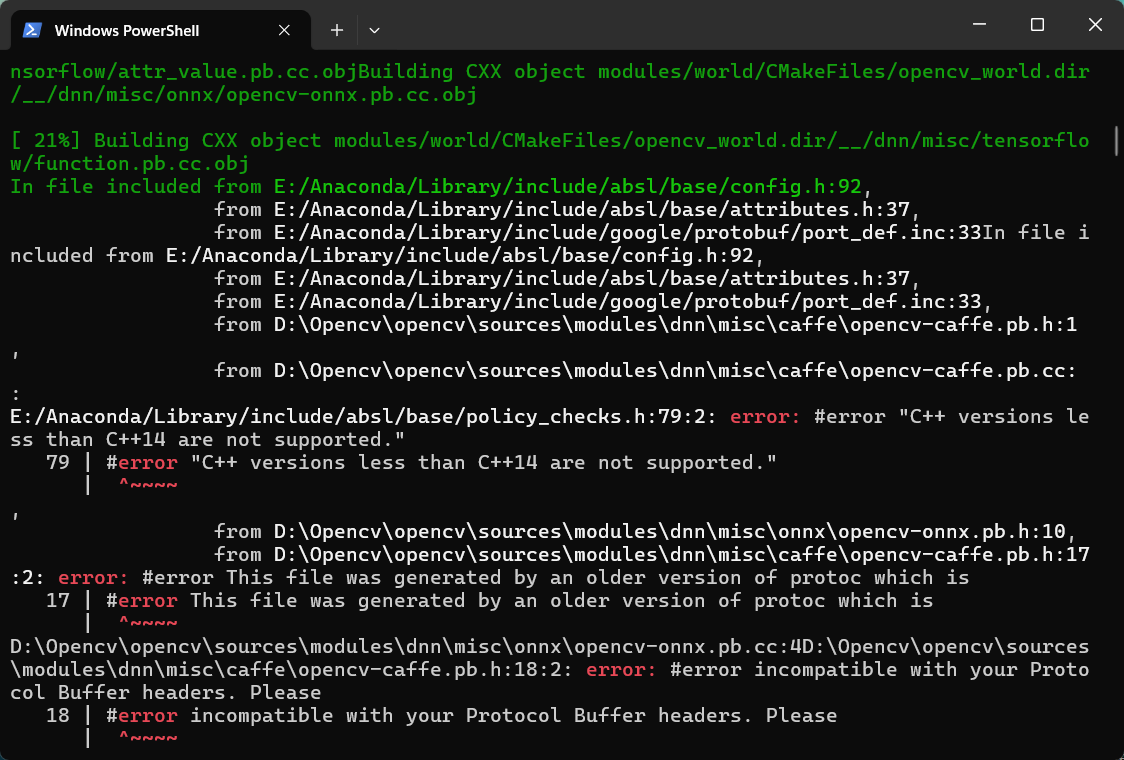 Windows PowerShell
nsorflow/attr_value.pb.cc.objBuilding CXX object modules/world/CMakeFiles/opencv_world.dir
/__/dnn/misc/onnx/opencv-onnx.pb.cc.obj
[ 21%] Building CXX object modules/world/CMakeFiles/opencv_world.dir/__/dnn/misc/tensorflo
w/function.pb.cc.obj
In file included from E:/Anaconda/Library/include/absl/base/config.h:92,
                 from E:/Anaconda/Library/include/absl/base/attributes.h:37,
                 from E:/Anaconda/Library/include/google/protobuf/port_def.inc:33In file i
ncluded from E:/Anaconda/Library/include/absl/base/config.h:92,
                 from E:/Anaconda/Library/include/absl/base/attributes.h:37,
                 from E:/Anaconda/Library/include/google/protobuf/port_def.inc:33,
                 from D:\Opencv\opencv\sources\modules\dnn\misc\caffe\opencv-caffe.pb.h:1
,
                 from D:\Opencv\opencv\sources\modules\dnn\misc\caffe\opencv-caffe.pb.cc:
:
E:/Anaconda/Library/include/absl/base/policy_checks.h:79:2: error: #error "C++ versions le
ss than C++14 are not supported."
   79 | #error "C++ versions less than C++14 are not supported."
      |  ^~~~~
,
                 from D:\Opencv\opencv\sources\modules\dnn\misc\onnx\opencv-onnx.pb.h:10,
                 from D:\Opencv\opencv\sources\modules\dnn\misc\caffe\opencv-caffe.pb.h:17
:2: error: #error This file was generated by an older version of protoc which is
   17 | #error This file was generated by an older version of protoc which is
      |  ^~~~~
D:\Opencv\opencv\sources\modules\dnn\misc\onnx\opencv-onnx.pb.cc:4D:\Opencv\opencv\sources
\modules\dnn\misc\caffe\opencv-caffe.pb.h:18:2: error: #error incompatible with your Proto
col Buffer headers. Please
   18 | #error incompatible with your Protocol Buffer headers. Please
      |  ^~~~~